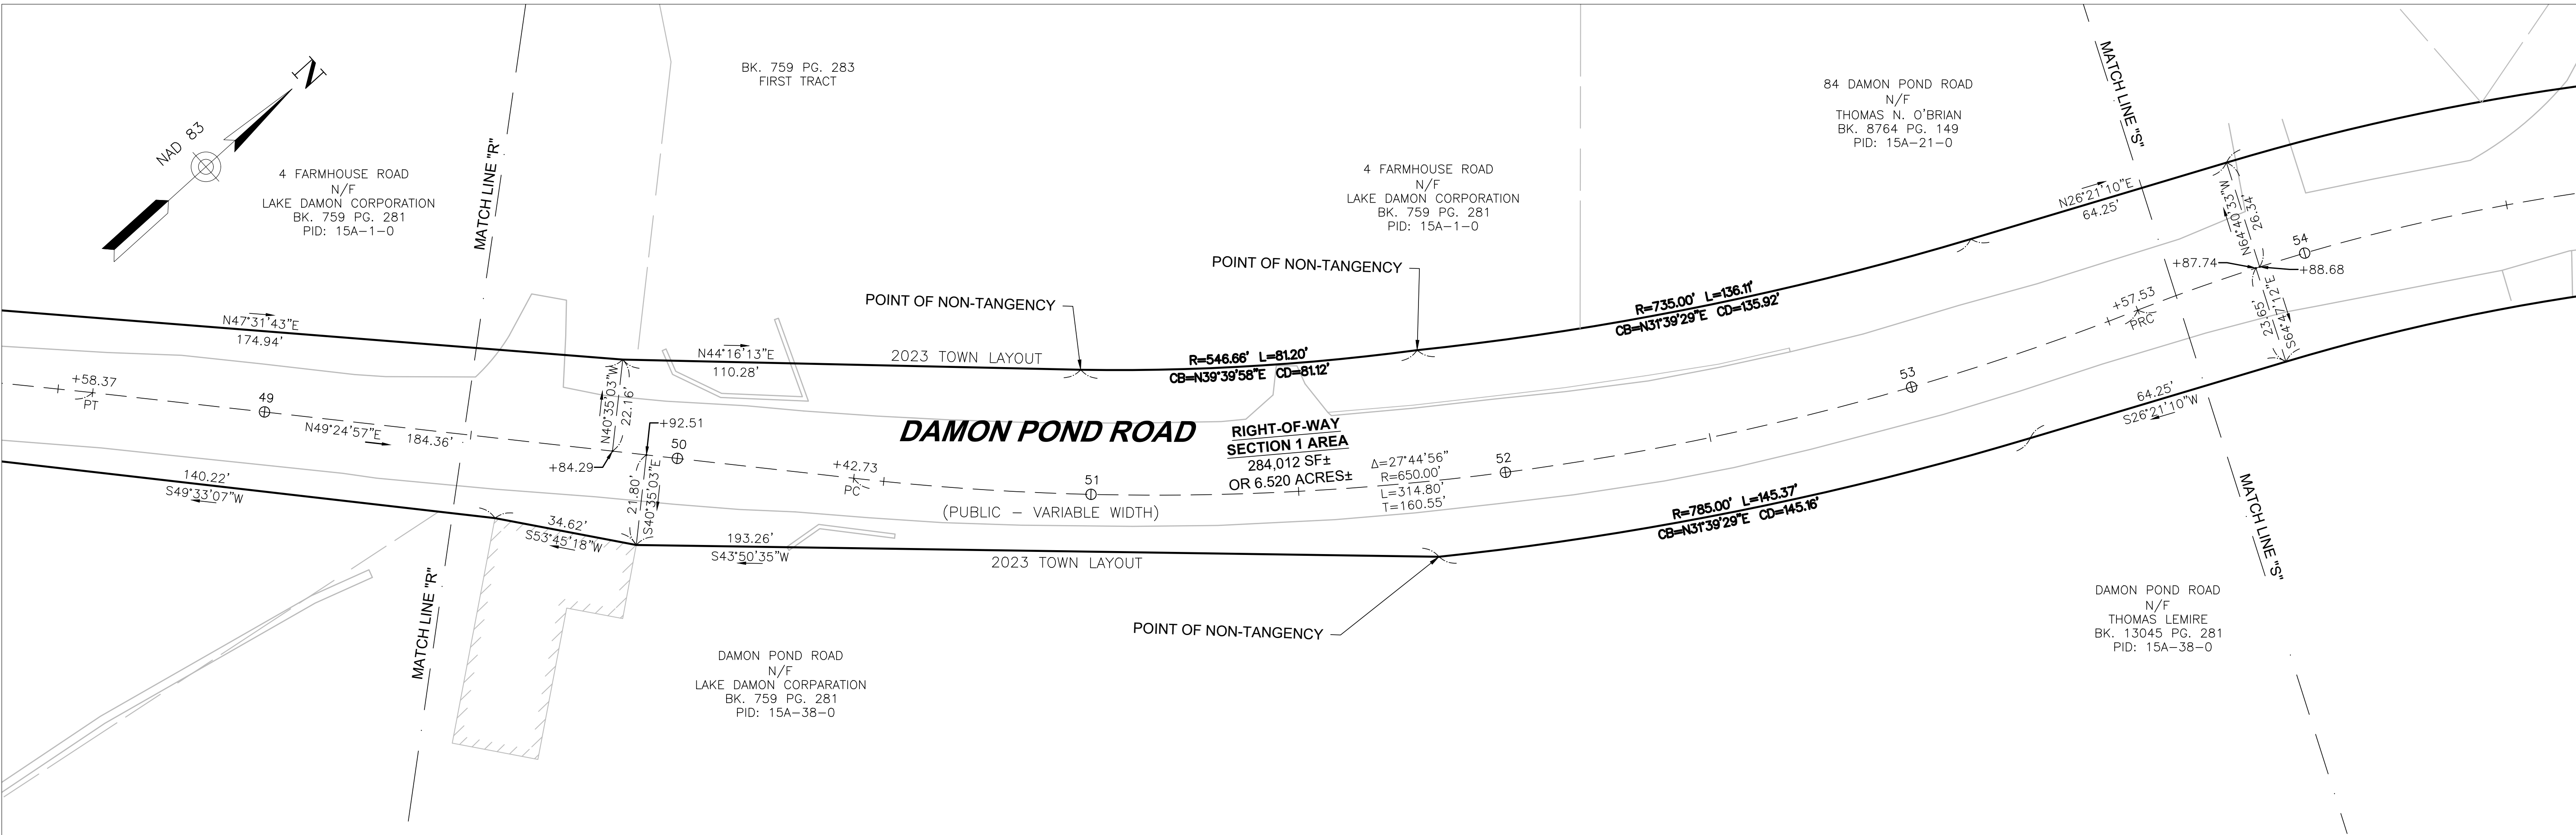 N
NAD 83
4 FARMHOUSE ROAD
N/F
LAKE DAMON CORPORATION
BK. 759 PG. 281
PID: 15A-1-0
MATCH LINE "R"
BK. 759 PG. 283
FIRST TRACT
4 FARMHOUSE ROAD
N/F
LAKE DAMON CORPORATION
BK. 759 PG. 281
PID: 15A-1-0
84 DAMON POND ROAD
N/F
THOMAS N. O'BRIAN
BK. 8764 PG. 149
PID: 15A-21-0
MATCH LINE "S"
POINT OF NON-TANGENCY
POINT OF NON-TANGENCY
N47°31'43"E
174.94'
N44°16'13"E
110.28'
2023 TOWN LAYOUT
R=546.66' L=81.20'
CB=N39°39'58"E CD=81.12'
R=735.00' L=136.11'
CB=N31°39'29"E CD=135.92'
N26°21'10"E
64.25'
N64°40'33"W
26.34'
+87.74
+88.68
54
+57.53
PRC
23.65'
S64°47'12"E
+58.37
PT
49
N49°24'57"E
184.36'
N40°35'03"W
22.16'
+92.51
+84.29
50
21.80'
S40°35'03"E
+42.73
PC
51
DAMON POND ROAD
(PUBLIC - VARIABLE WIDTH)
RIGHT-OF-WAY
SECTION 1 AREA
284,012 SF±
OR 6.520 ACRES±
Δ=27°44'56"
R=650.00'
L=314.80'
T=160.55'
52
53
64.25'
S26°21'10"W
140.22'
S49°33'07"W
34.62'
S53°45'18"W
193.26'
S43°50'35"W
2023 TOWN LAYOUT
R=785.00' L=145.37'
CB=N31°39'29"E CD=145.16'
POINT OF NON-TANGENCY
MATCH LINE "R"
DAMON POND ROAD
N/F
LAKE DAMON CORPARATION
BK. 759 PG. 281
PID: 15A-38-0
MATCH LINE "S"
DAMON POND ROAD
N/F
THOMAS LEMIRE
BK. 13045 PG. 281
PID: 15A-38-0